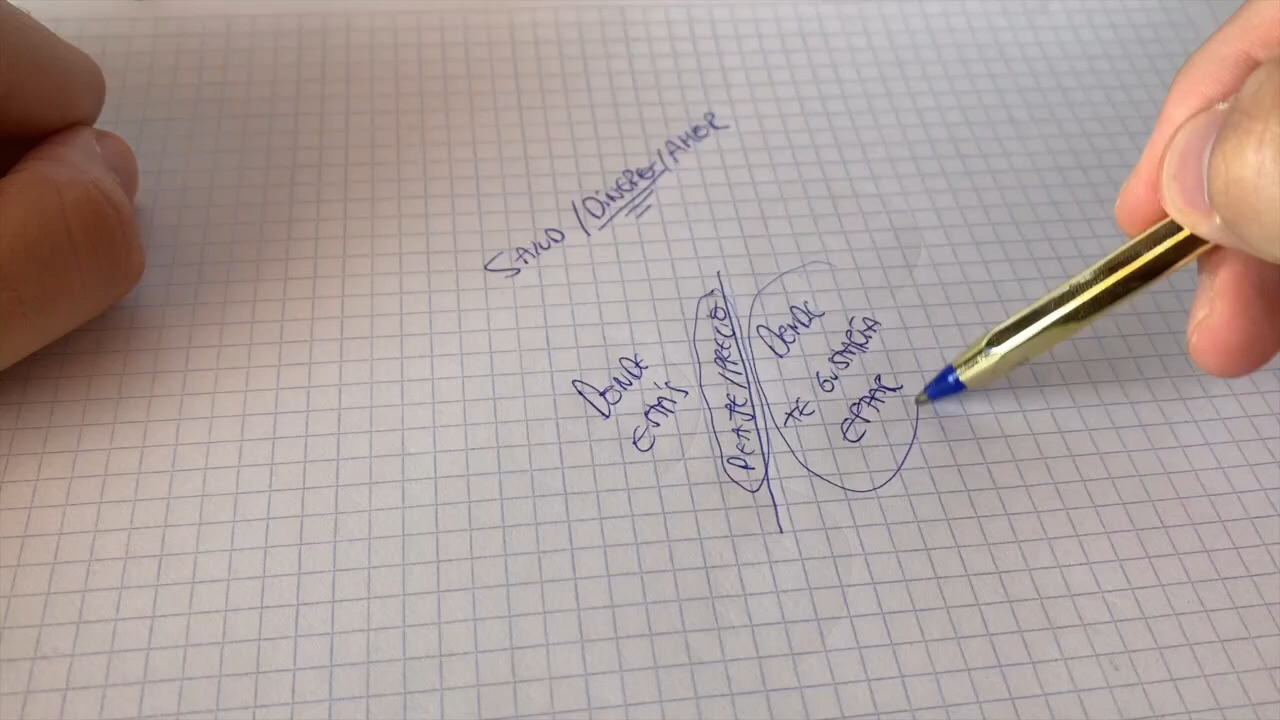 SALUD / DINERO / AMOR
DONDE
ESTÁS
PEAJE / PRECIO
DONDE
TE GUSTARÍA
ESTAR